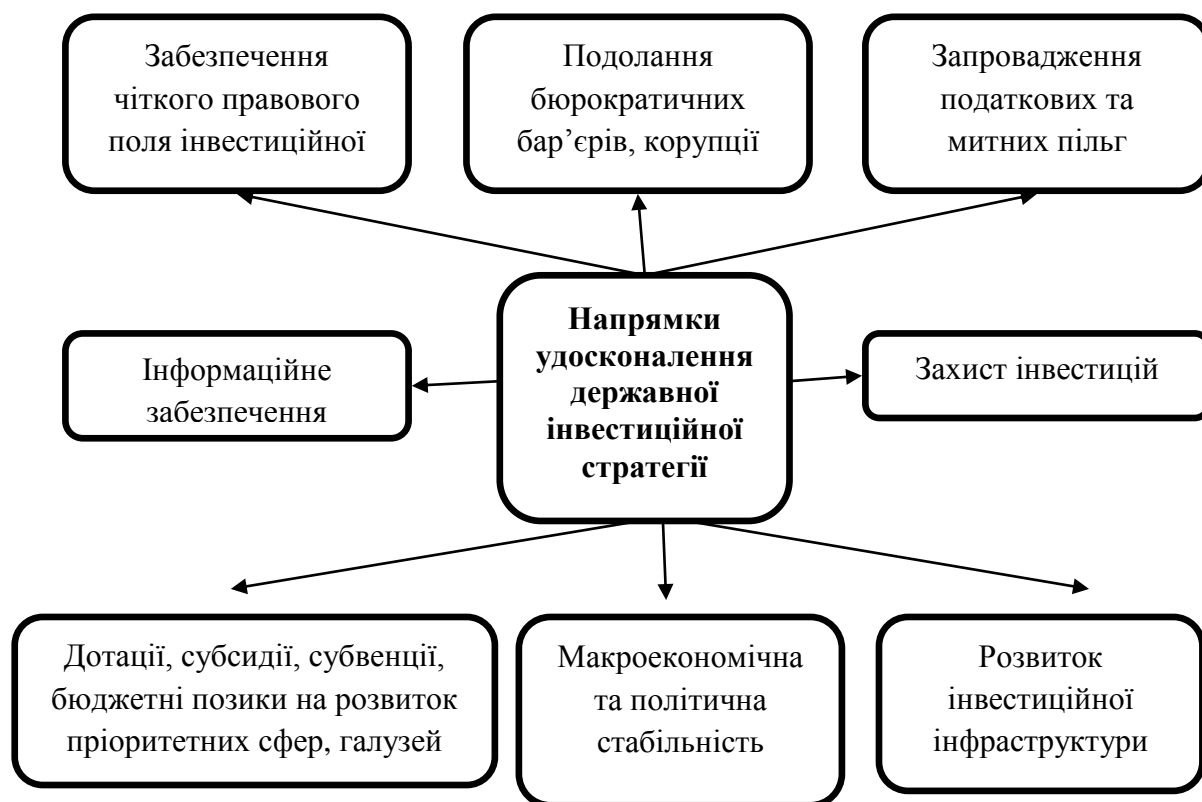 Забезпечення
чіткого правового
поля інвестиційної
Подолання
бюрократичних
бар’єрів, корупції
Запровадження
податкових та
митних пільг
Інформаційне
забезпечення
Напрямки
удосконалення
державної
інвестиційної
стратегії
Захист інвестицій
Дотації, субсидії, субвенції,
бюджетні позики на розвиток
пріоритетних сфер, галузей
Макроекономічна
та політична
стабільність
Розвиток
інвестиційної
інфраструктури